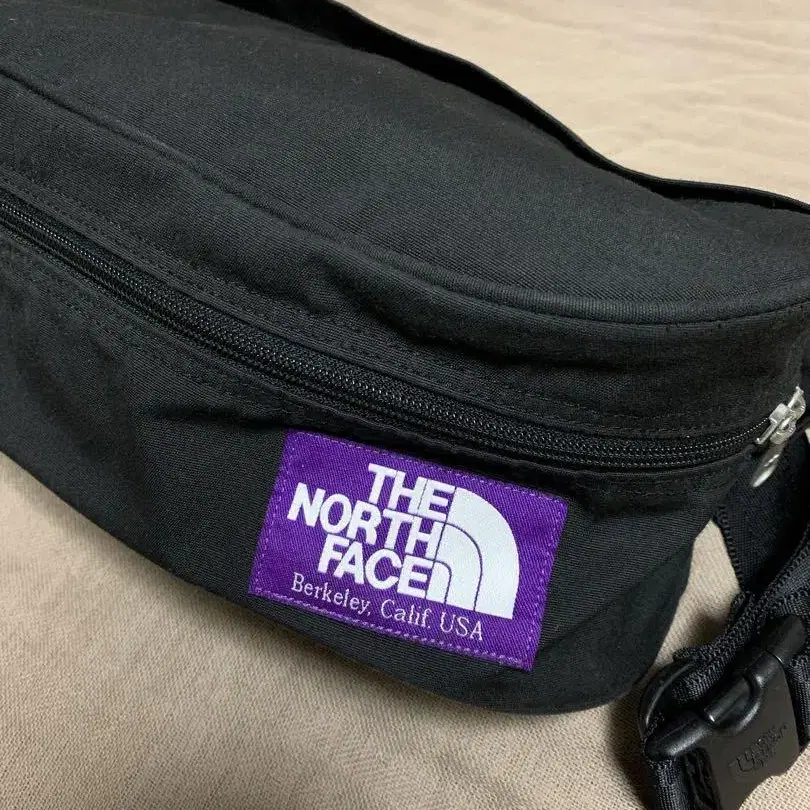 THE
NORTH
FACE
Berkeley, Calif. USA